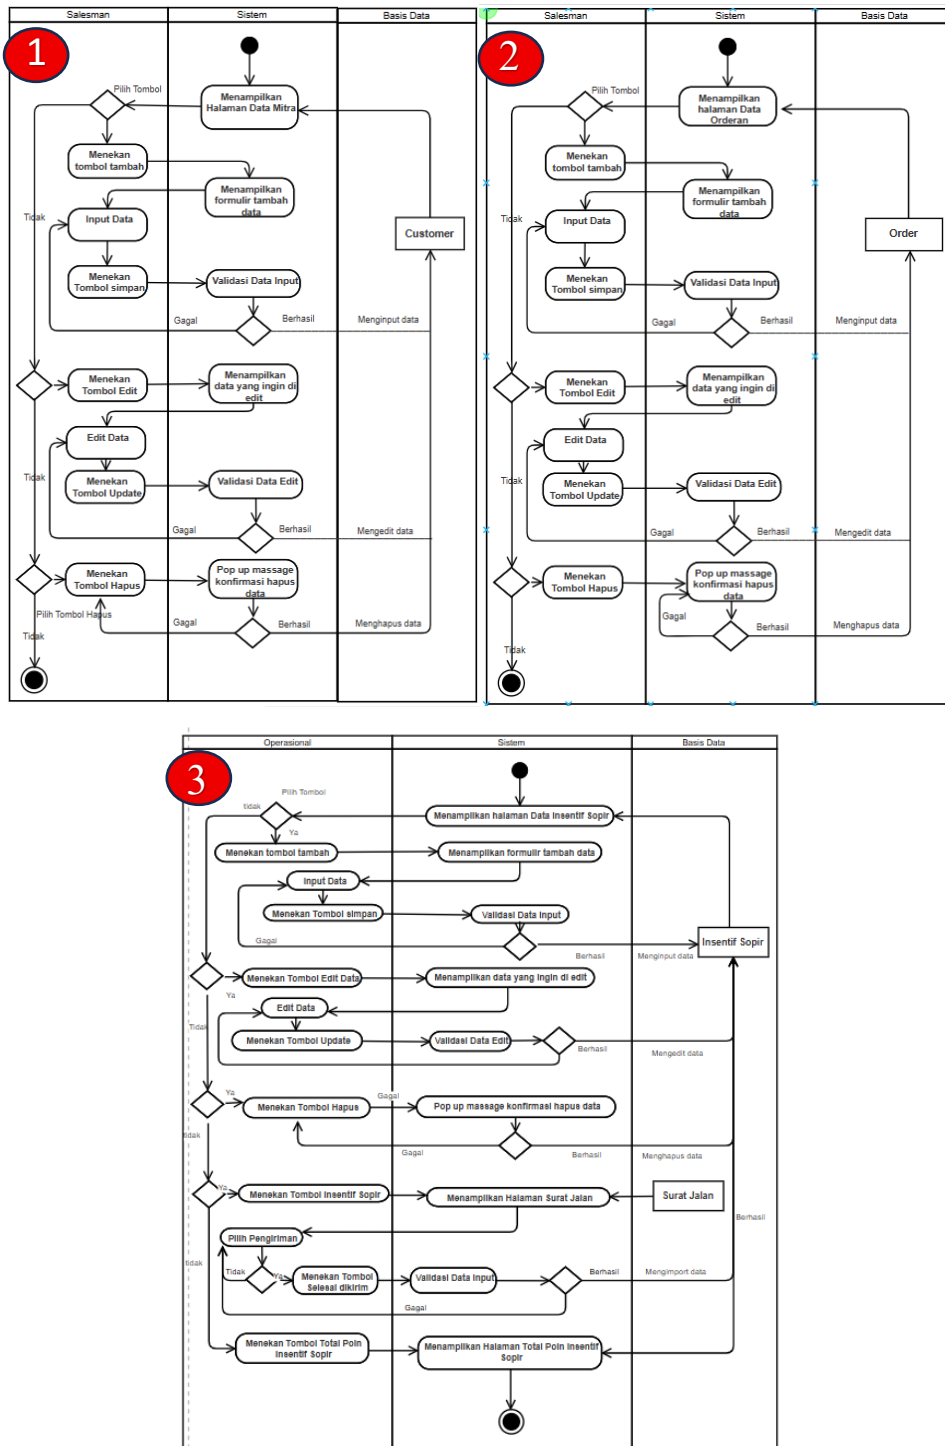 Salesman
Sistem
Basis Data
1
Pilih Tombol
Menampilkan
Halaman Data Mitra
Menekan
tombol tambah
Menampilkan
formulir tambah
data
Tidak
Input Data
Customer
Menekan
Tombol simpan
Validasi Data Input
Gagal
Berhasil
Menginput data
Menekan
Tombol Edit
Menampilkan
data yang ingin di
edit
Edit Data
Tidak
Menekan
Tombol Update
Validasi Data Edit
Gagal
Berhasil
Mengedit data
Menekan
Tombol Hapus
Pop up massage
konfirmasi hapus
data
Pilih Tombol Hapus
Gagal
Berhasil
Menghapus data
Tidak
Salesman
Sistem
Basis Data
2
Pilih Tombol
Menampilkan
halaman Data
Orderan
Menekan
tombol tambah
Menampilkan
formulir tambah
data
Tidak
Input Data
Order
Menekan
Tombol simpan
Validasi Data Input
Gagal
Berhasil
Menginput data
Menekan
Tombol Edit
Menampilkan
data yang ingin di
edit
Edit Data
Tidak
Menekan
Tombol Update
Validasi Data Edit
Gagal
Berhasil
Mengedit data
Menekan
Tombol Hapus
Pop up massage
konfirmasi hapus
data
Gagal
Berhasil
Menghapus data
Tidak
Operasional
Sistem
Basis Data
3
Pilih Tombol
tidak
Menampilkan halaman Data Insentif Sopir
Ya
Menekan tombol tambah
Menampilkan formulir tambah data
Input Data
Menekan Tombol simpan
Validasi Data Input
Gagal
Berhasil
Menginput data
Insentif Sopir
Menekan Tombol Edit Data
Menampilkan data yang ingin di edit
Ya
Edit Data
Tidak
Menekan Tombol Update
Validasi Data Edit
Berhasil
Mengedit data
Ya
Gagal
Menekan Tombol Hapus
Pop up massage konfirmasi hapus data
tidak
Gagal
Berhasil
Menghapus data
Ya
Menekan Tombol Insentif Sopir
Menampilkan Halaman Surat Jalan
Surat Jalan
Berhasil
Pilih Pengiriman
tidak
Tidak
Ya
Menekan Tombol
Selesai dikirim
Validasi Data Input
Berhasil
Mengimport data
Gagal
Menekan Tombol Total Poin
Insentif Sopir
Menampilkan Halaman Total Poin Insentif
Sopir